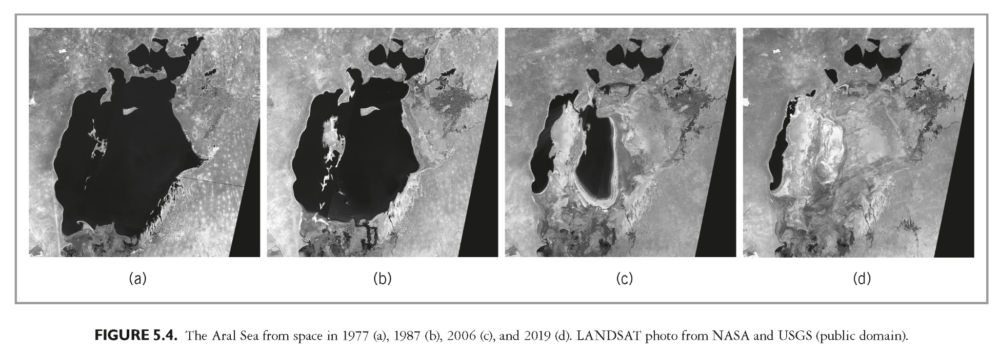 (a)
(b)
(c)
(d)
FIGURE 5.4. The Aral Sea from space in 1977 (a), 1987 (b), 2006 (c), and 2019 (d). LANDSAT photo from NASA and USGS (public domain).